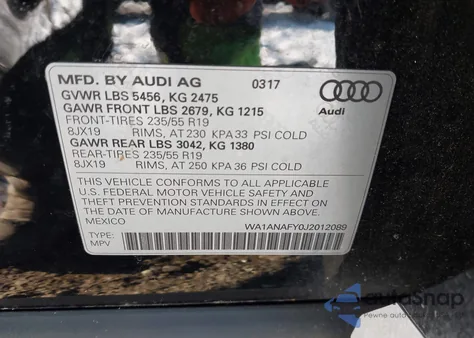 MFD. BY AUDI AG 0317
GVWR LBS 5456, KG 2475
GAWR FRONT LBS 2679, KG 1215
FRONT-TIRES 235/55 R19
8JX19 RIMS, AT 230 KPA33 PSI COLD
GAWR REAR LBS 3042, KG 1380
REAR-TIRES 235/55 R19
8JX19 RIMS, AT 250 KPA 36 PSI COLD
Audi
THIS VEHICLE CONFORMS TO ALL APPLICABLE
U.S. FEDERAL MOTOR VEHICLE SAFETY AND
THEFT PREVENTION STANDARDS IN EFFECT ON
THE DATE OF MANUFACTURE SHOWN ABOVE.
MEXICO WA1ANAFY0J2012089
TYPE:
MPV
autoSnap
Pewne auto